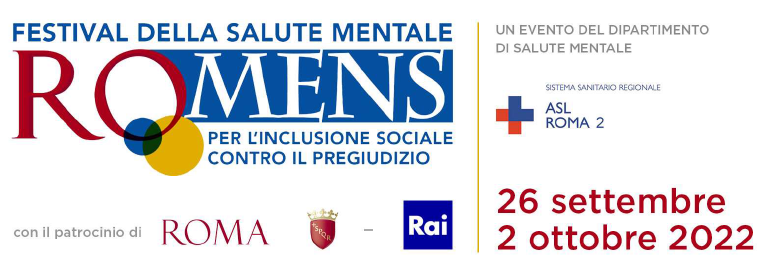 FESTIVAL DELLA SALUTE MENTALE
ROMENS
PER L'INCLUSIONE SOCIALE
CONTRO IL PREGIUDIZIO
con il patrocinio di ROMA SPQR – Rai
UN EVENTO DEL DIPARTIMENTO
DI SALUTE MENTALE
SISTEMA SANITARIO REGIONALE
ASL
ROMA 2
26 settembre
2 ottobre 2022